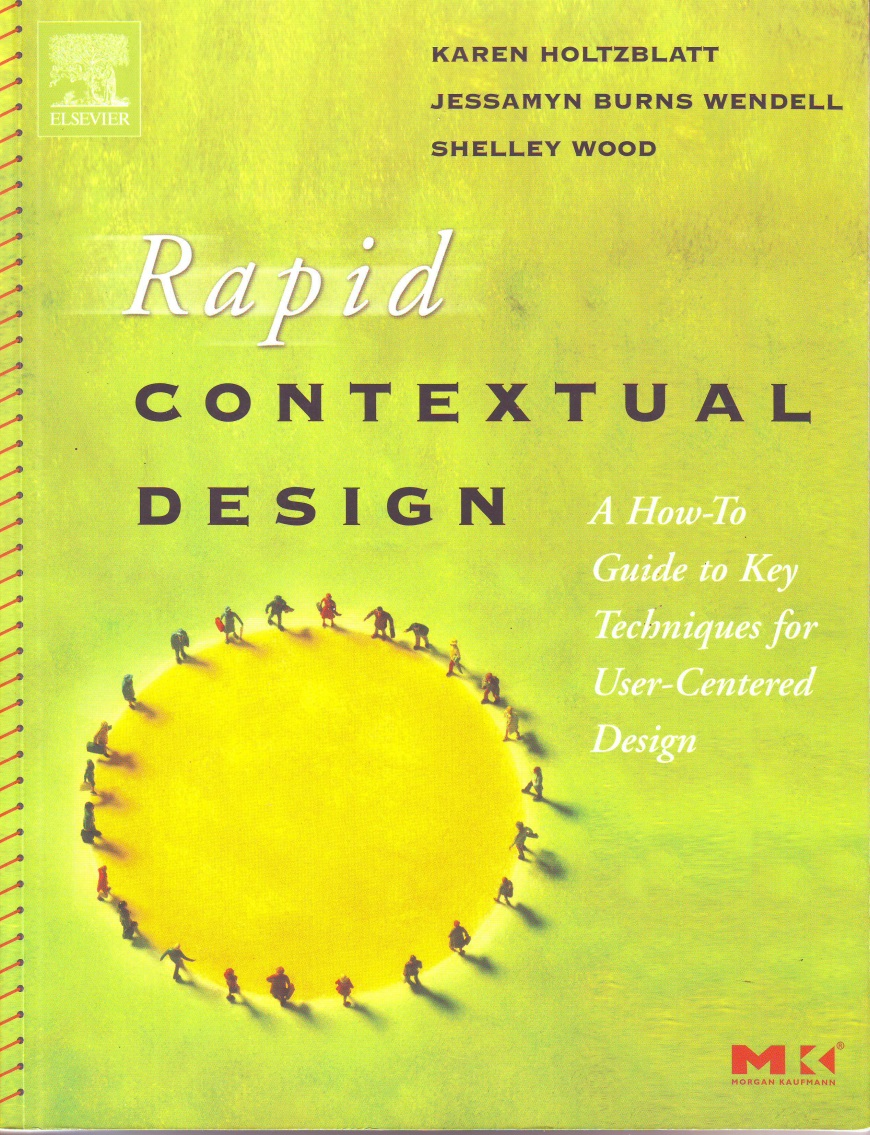 ELSEVIER
KAREN HOLTZBLATT
JESSAMYN BURNS WENDELL
SHELLEY WOOD
Rapid
CONTEXTUAL
DESIGN
A How-To
Guide to Key
Techniques for
User-Centered
Design
MK®
MORGAN KAUFMANN